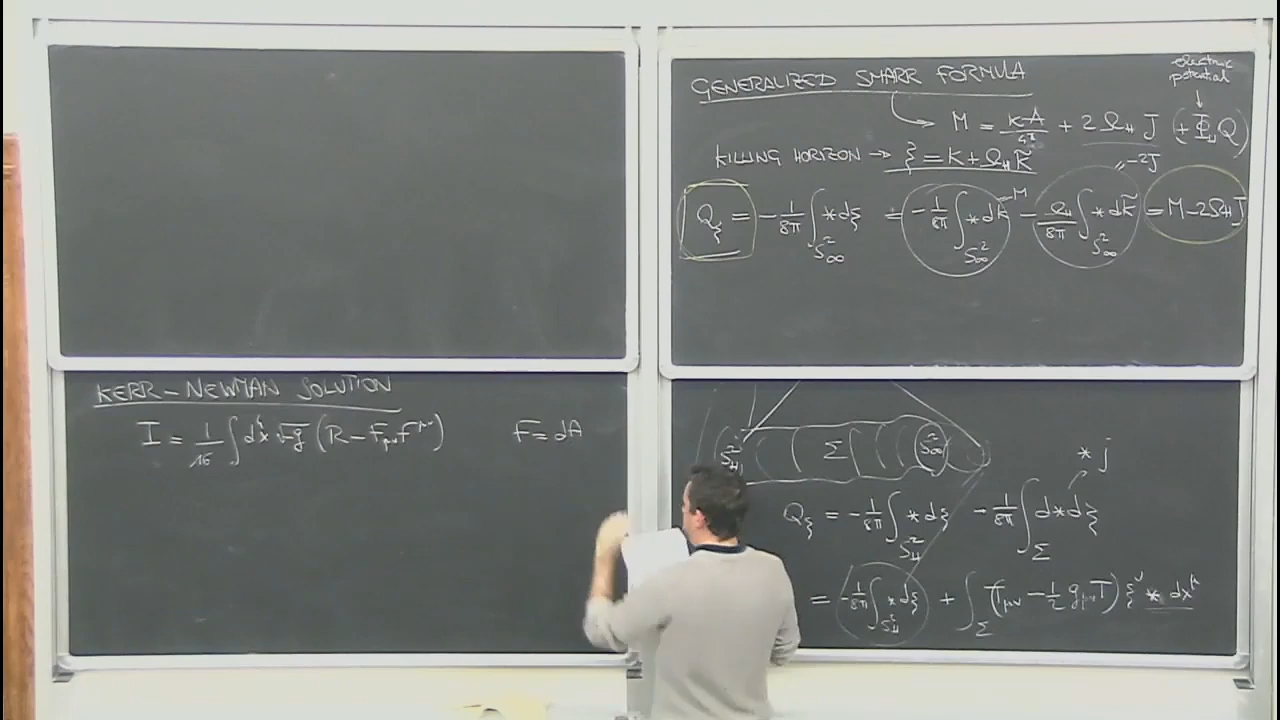 KERR-NEWMAN SOLUTION
I = 1/16 ∫ d⁴x √-g (R - F_{μν}F^{μν})   F = dA
GENERALIZED SMARR FORMULA
electric
potential
M = κA/4π + 2Ω_H J (+ Φ_H Q)
KILLING HORIZON → ξ = K + Ω_H K̃
= M
" -2J
Q_ξ = -1/8π ∫_{S²_∞} *dξ = -1/8π ∫_{S²_∞} *dK - Ω_H/8π ∫_{S²_∞} *dK̃ = M - 2Ω_H J
S²_H   Σ   S²_∞   * j
Q_ξ = -1/8π ∫_{S²_H} *dξ - 1/8π ∫_Σ d*dξ
= -1/8π ∫_{S²_H} *dξ + ∫_Σ (T_{μν} - 1/2 g_{μν}T) ξ^ν * dx^μ